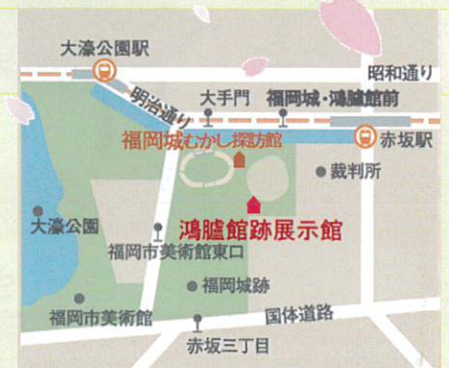 大濠公園駅
昭和通り
明治通り
大手門
福岡城・鴻臚館前
福岡城むかし探訪館
赤坂駅
裁判所
大濠公園
鴻臚館跡展示館
福岡市美術館東口
福岡城跡
福岡市美術館
国体道路
赤坂三丁目